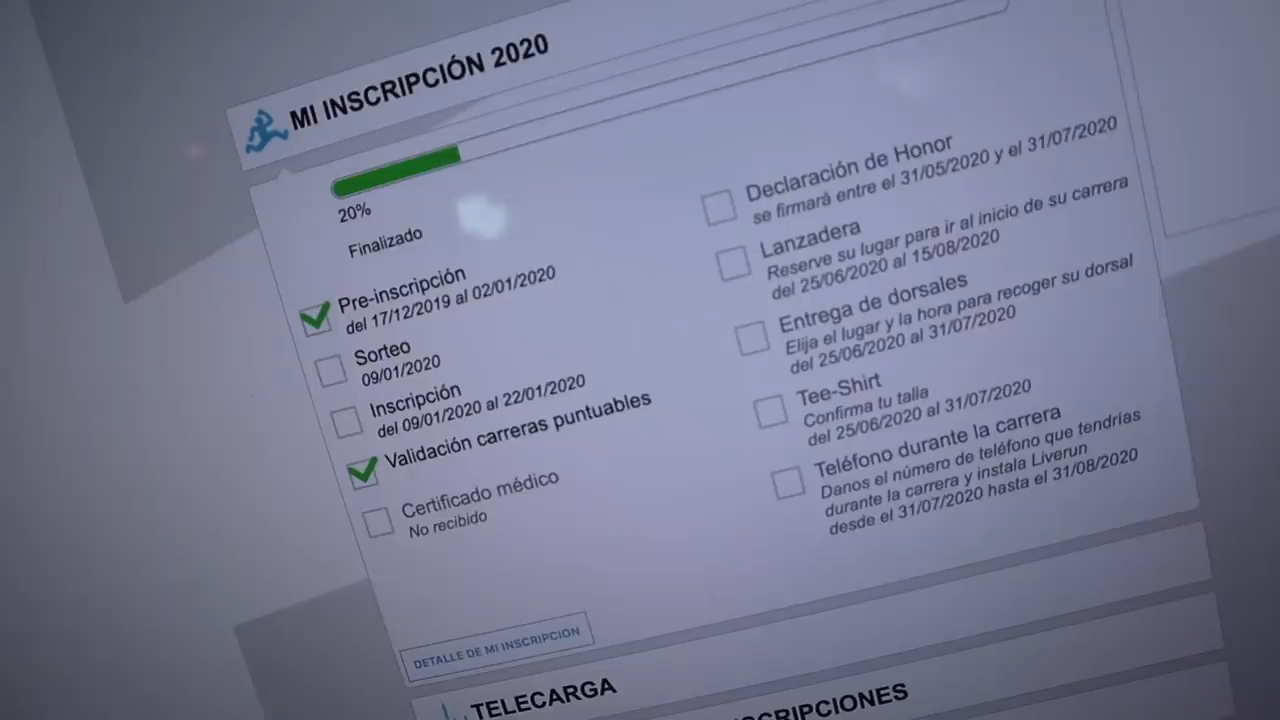 MI INSCRIPCIÓN 2020
20%
Finalizado
Pre-inscripción
del 17/12/2019 al 02/01/2020
Sorteo
09/01/2020
Inscripción
del 09/01/2020 al 22/01/2020
Validación carreras puntuables
Certificado médico
No recibido
Declaración de Honor
se firmará entre el 31/05/2020 y el 31/07/2020
Lanzadera
Reserve su lugar para ir al inicio de su carrera
del 25/06/2020 al 15/08/2020
Entrega de dorsales
Elija el lugar y la hora para recoger su dorsal
del 25/06/2020 al 31/07/2020
Tee-Shirt
Confirma tu talla
del 25/06/2020 al 31/07/2020
Teléfono durante la carrera
Danos el número de teléfono que tendrías
durante la carrera y instala Liverun
desde el 31/07/2020 hasta el 31/08/2020
DETALLE DE MI INSCRIPCION
TELECARGA
SCRIPCIONES